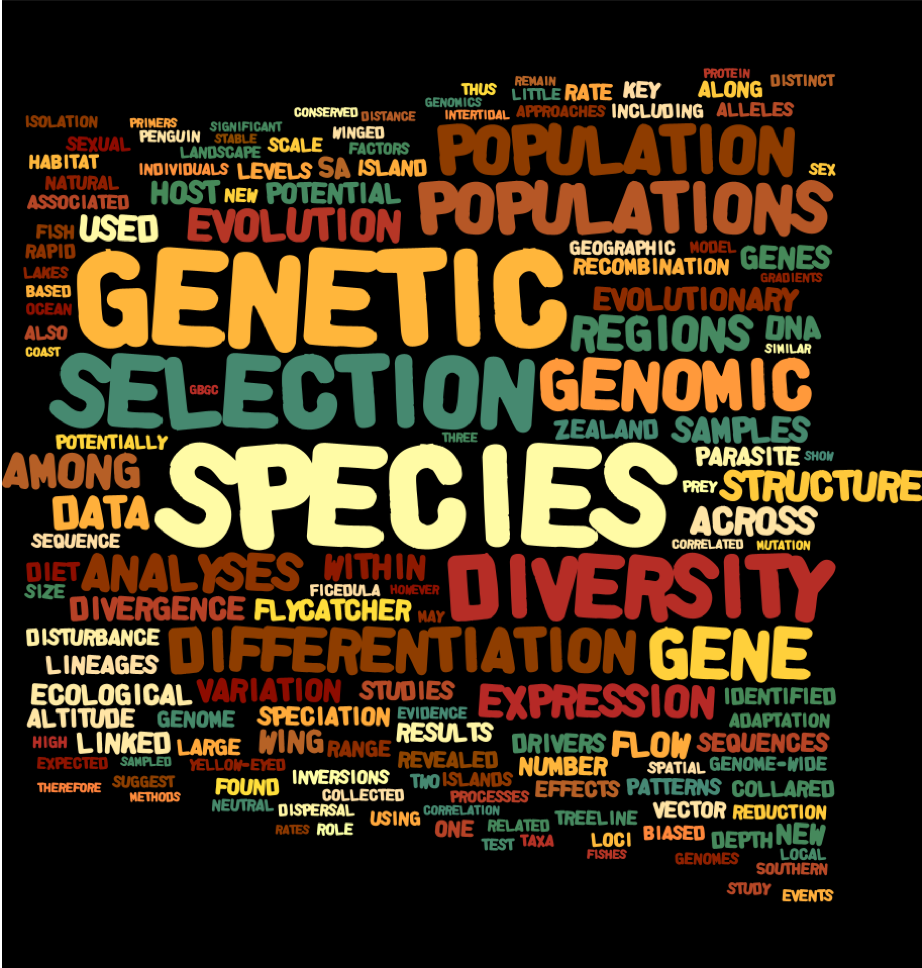 PROTEIN
THUS REMAIN LITTLE RATE KEY ALONG DISTINCT
CONSERVED DISTANCE GENOMICS INTERTIDAL APPROACHES INCLUDING ALLELES
ISOLATION PRIMERS SIGNIFICANT
SEXUAL PENGUIN STABLE WINGED POPULATION
LANDSCAPE SCALE FACTORS
HABITAT INDIVIDUALS LEVELS SA ISLAND SEX
NATURAL HOST NEW POTENTIAL POPULATIONS
ASSOCIATED
FISH USED EVOLUTION
RAPID GENETIC GEOGRAPHIC MODEL GENES
LAKES RECOMBINATION GRADIENTS
BASED EVOLUTIONARY
OCEAN
ALSO REGIONS DNA
COAST SIMILAR
SELECTION GBGC GENOMIC
POTENTIALLY THREE ZEALAND SAMPLES
AMONG SPECIES PARASITE SHOW
PREY STRUCTURE
DATA ACROSS
SEQUENCE CORRELATED MUTATION
DIET ANALYSES WITHIN DIVERSITY
SIZE FICEDULA HOWEVER
DIVERGENCE FLYCATCHER MAY
DISTURBANCE DIFFERENTIATION GENE
LINEAGES
ECOLOGICAL VARIATION STUDIES EXPRESSION IDENTIFIED
ALTITUDE GENOME SPECIATION EVIDENCE ADAPTATION
HIGH LINKED LARGE WING RANGE RESULTS DRIVERS FLOW SEQUENCES
EXPECTED SAMPLED YELLOW-EYED REVEALED NUMBER SPATIAL GENOME-WIDE
THEREFORE SUGGEST FOUND INVERSIONS TWO ISLANDS EFFECTS PATTERNS COLLARED
METHODS COLLECTED PROCESSES
NEUTRAL DISPERSAL CORRELATION VECTOR REDUCTION
RATES ROLE USING ONE RELATED TREELINE
TEST TAXA LOCI BIASED DEPTH NEW
FISHES GENOMES LOCAL
SOUTHERN
STUDY EVENTS